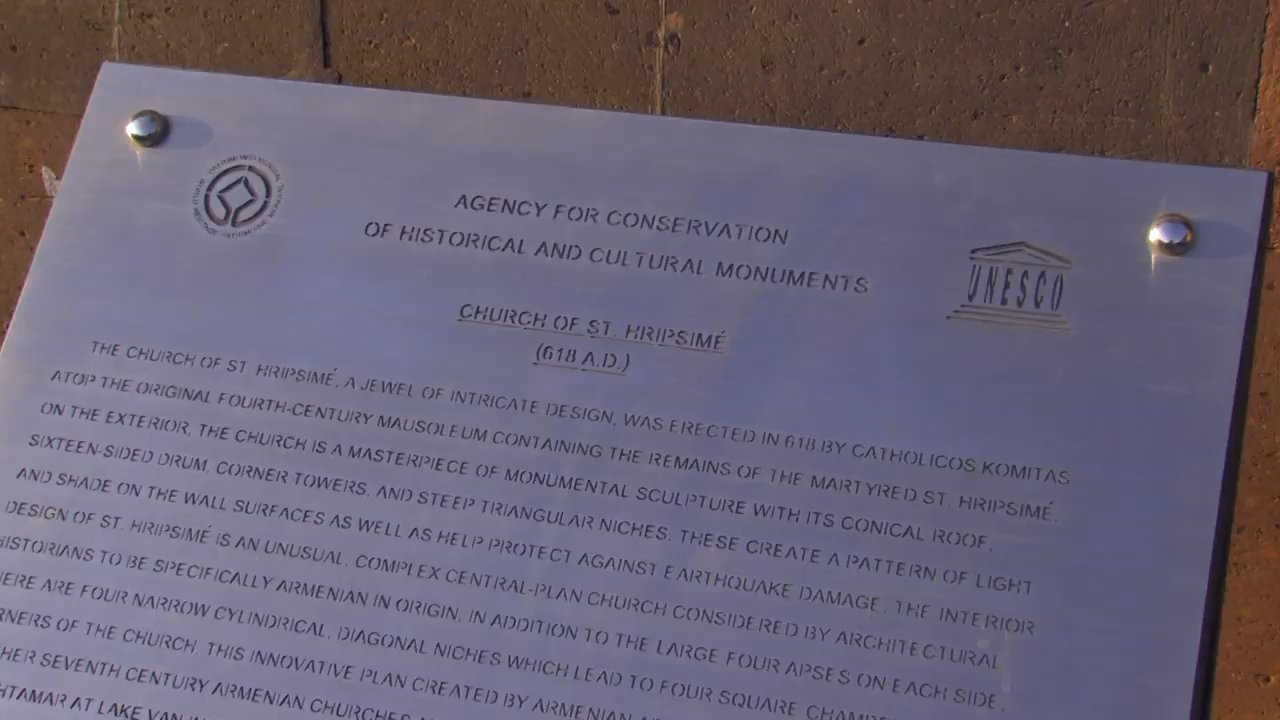 AGENCY FOR CONSERVATION
OF HISTORICAL AND CULTURAL MONUMENTS
UNESCO
CHURCH OF ST. HRIPSIMÉ
(618 A.D.)
THE CHURCH OF ST. HRIPSIMÉ, A JEWEL OF INTRICATE DESIGN, WAS ERECTED IN 618 BY CATHOLICOS KOMITAS
ATOP THE ORIGINAL FOURTH-CENTURY MAUSOLEUM CONTAINING THE REMAINS OF THE MARTYRED ST. HRIPSIMÉ.
ON THE EXTERIOR, THE CHURCH IS A MASTERPIECE OF MONUMENTAL SCULPTURE WITH ITS CONICAL ROOF,
SIXTEEN-SIDED DRUM, CORNER TOWERS, AND STEEP TRIANGULAR NICHES. THESE CREATE A PATTERN OF LIGHT
AND SHADE ON THE WALL SURFACES AS WELL AS HELP PROTECT AGAINST EARTHQUAKE DAMAGE. THE INTERIOR
DESIGN OF ST. HRIPSIMÉ IS AN UNUSUAL, COMPLEX CENTRAL-PLAN CHURCH CONSIDERED BY ARCHITECTURAL
HISTORIANS TO BE SPECIFICALLY ARMENIAN IN ORIGIN. IN ADDITION TO THE LARGE FOUR APSES ON EACH SIDE,
ERE ARE FOUR NARROW CYLINDRICAL, DIAGONAL NICHES WHICH LEAD TO FOUR SQUARE
RNERS OF THE CHURCH. THIS INNOVATIVE PLAN CREATED BY ARMENIAN
HER SEVENTH CENTURY ARMENIAN CHURCHES
HTAMAR AT LAKE VAN